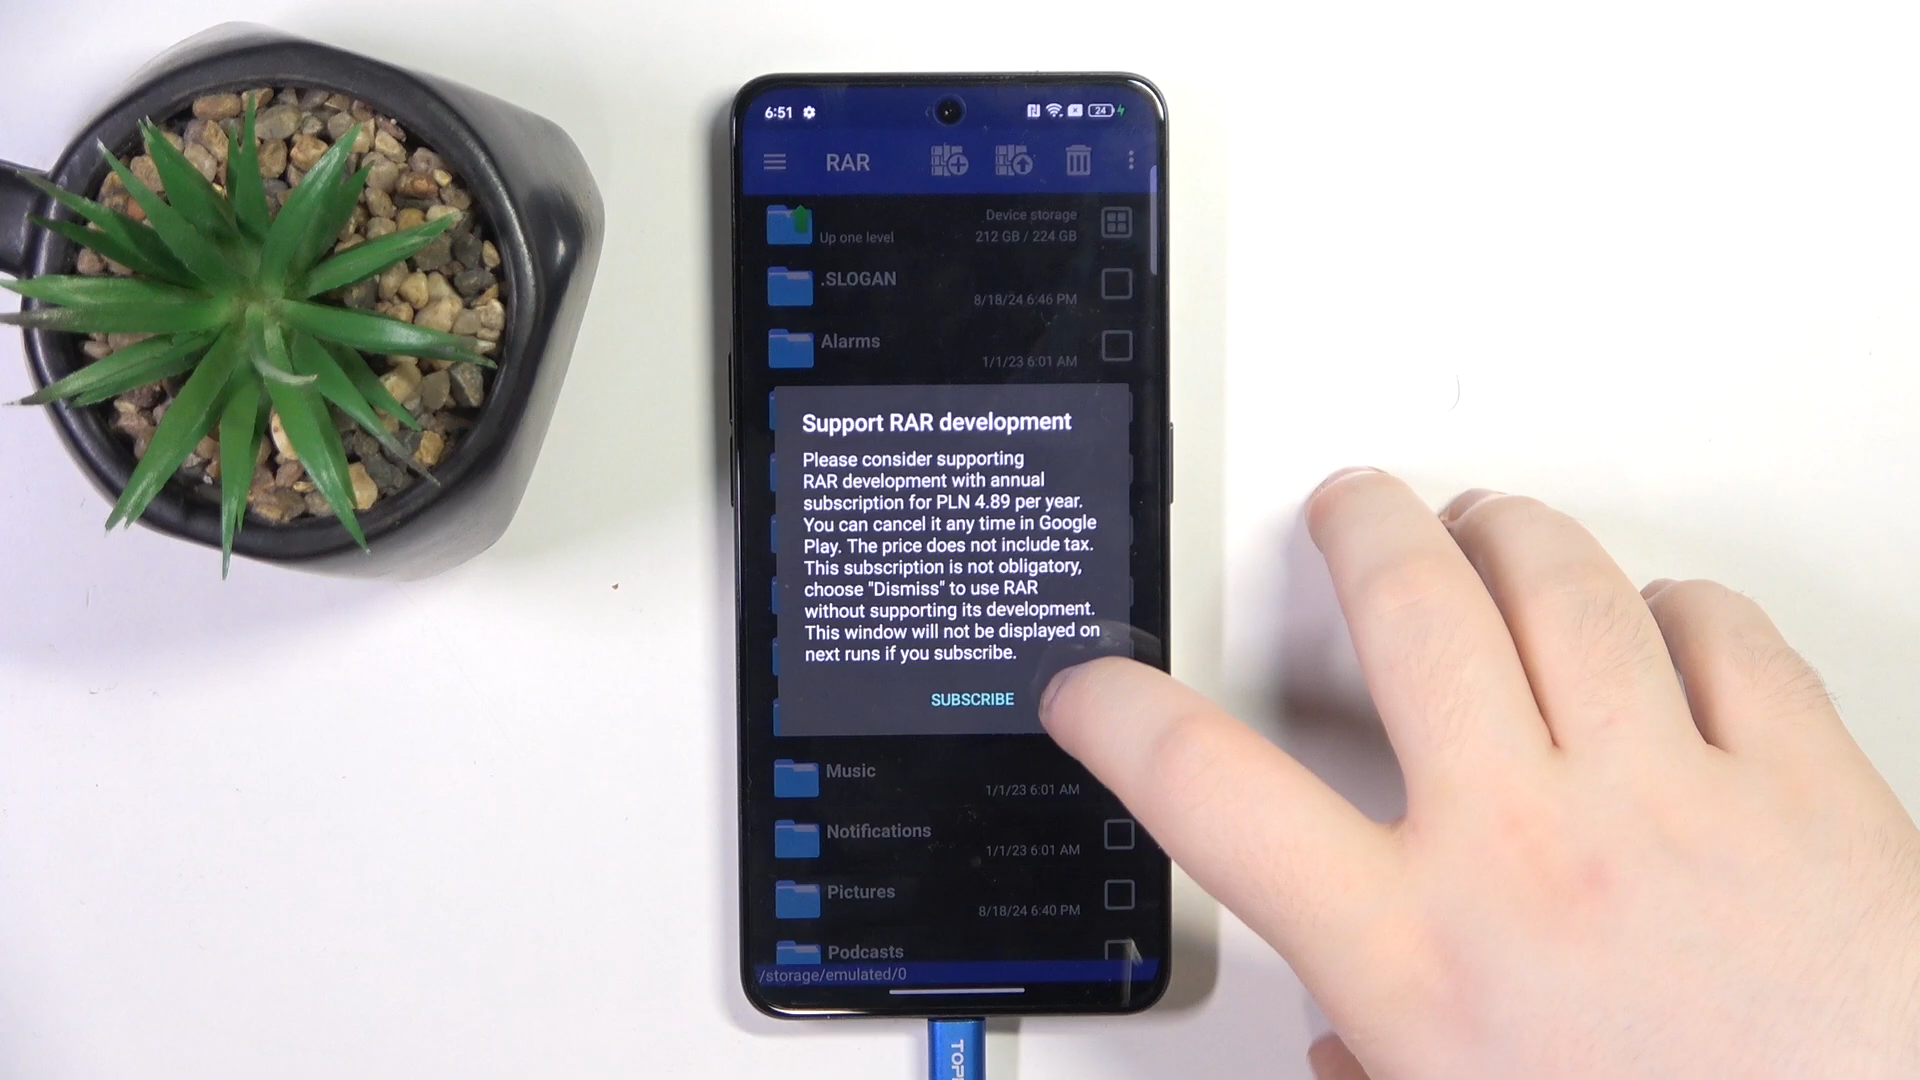 6:51
24
RAR
Up one level
Device storage
212 GB / 224 GB
.SLOGAN
8/18/24 6:46 PM
Alarms
1/1/23 6:01 AM
Support RAR development
Please consider supporting
RAR development with annual
subscription for PLN 4.89 per year.
You can cancel it any time in Google
Play. The price does not include tax.
This subscription is not obligatory,
choose "Dismiss" to use RAR
without supporting its development.
This window will not be displayed on
next runs if you subscribe.
SUBSCRIBE
Music
1/1/23 6:01 AM
Notifications
1/1/23 6:01 AM
Pictures
8/18/24 6:40 PM
Podcasts
/storage/emulated/0